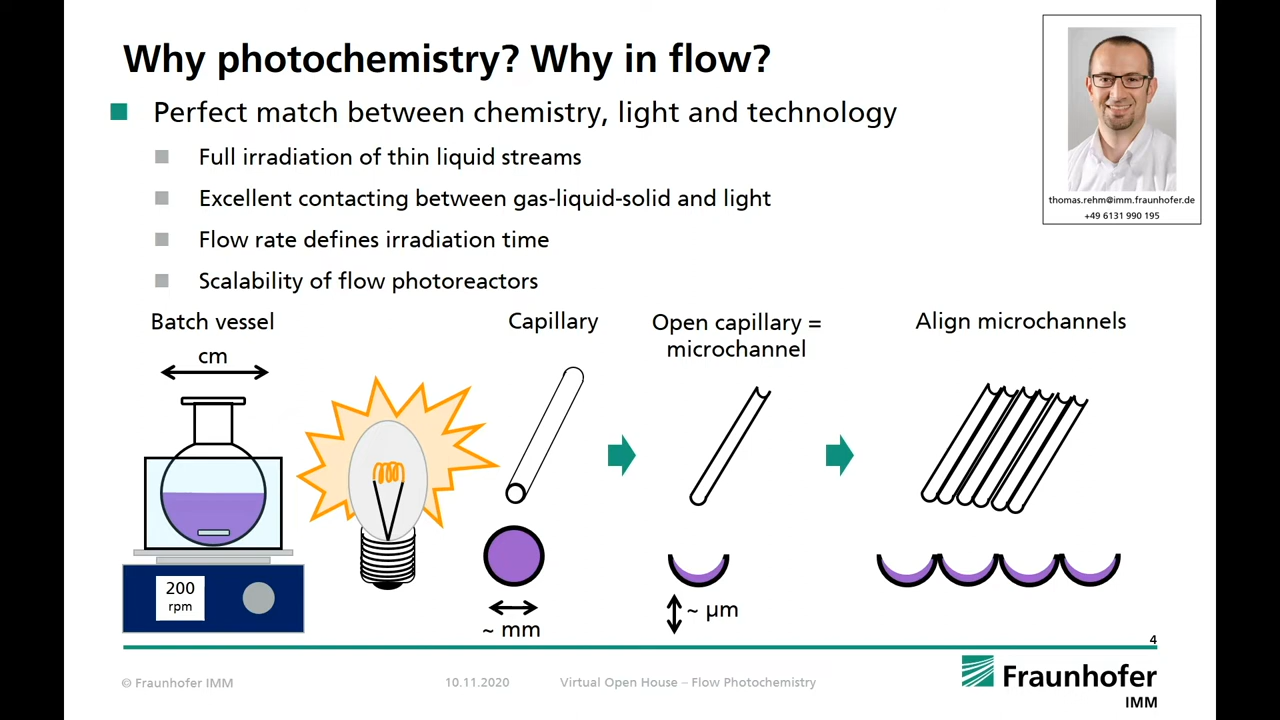 Why photochemistry? Why in flow?
Perfect match between chemistry, light and technology
Full irradiation of thin liquid streams
Excellent contacting between gas-liquid-solid and light
Flow rate defines irradiation time
Scalability of flow photoreactors
thomas.rehm@imm.fraunhofer.de
+49 6131 990 195
Batch vessel
cm
200
rpm
Capillary
~ mm
Open capillary =
microchannel
~ µm
Align microchannels
4
© Fraunhofer IMM
10.11.2020
Virtual Open House – Flow Photochemistry
Fraunhofer
IMM